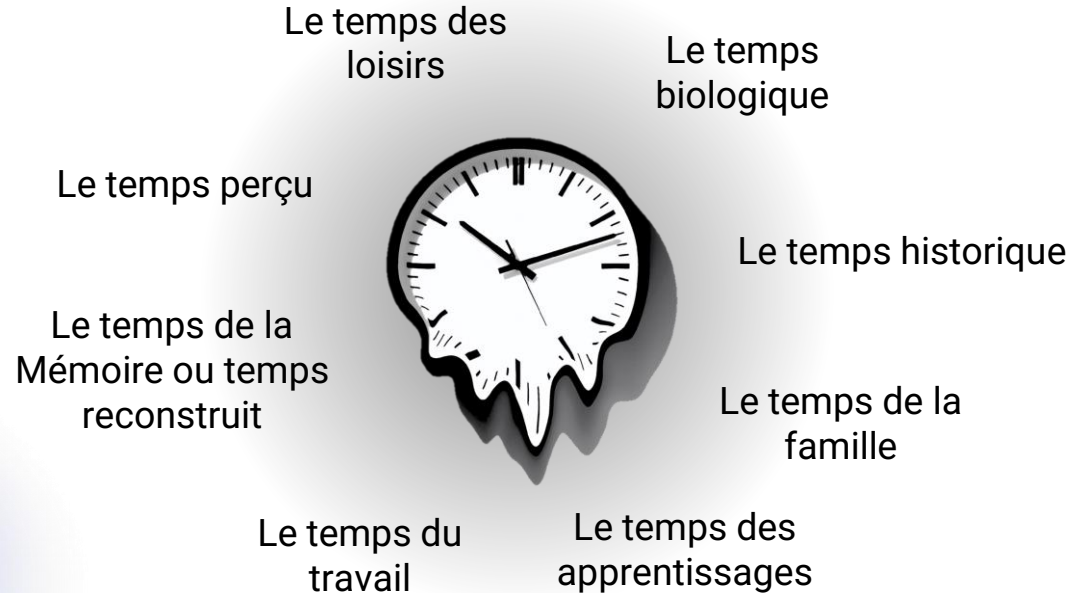 Le temps des
loisirs
Le temps
biologique
Le temps perçu
Le temps historique
Le temps de la
Mémoire ou temps
reconstruit
Le temps de la
famille
Le temps du
travail
Le temps des
apprentissages